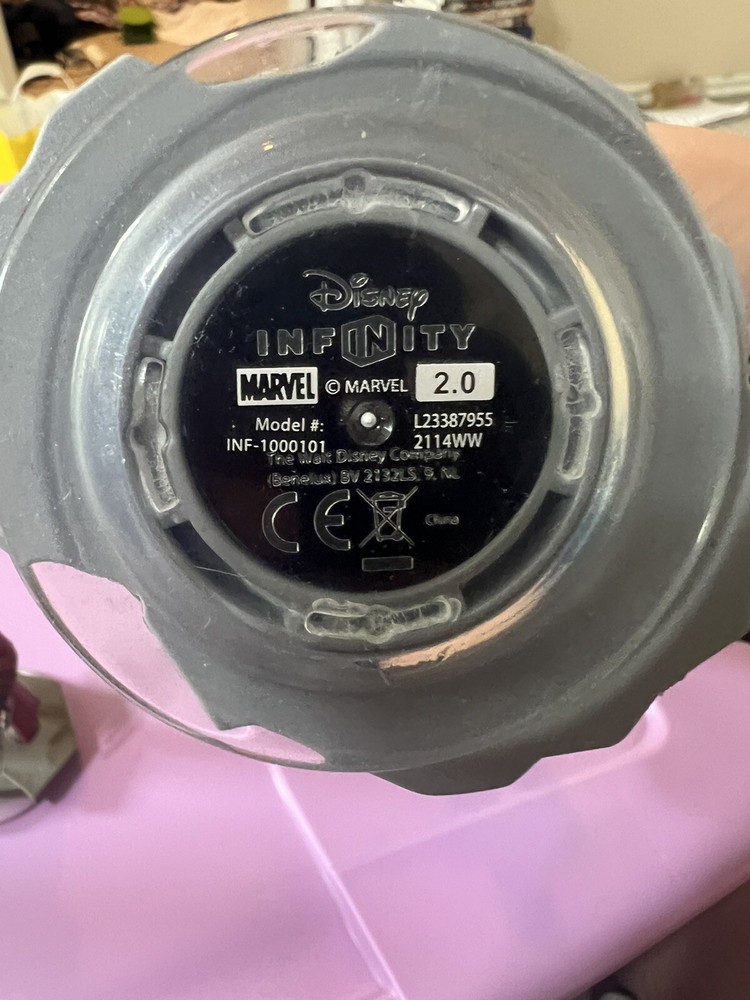 Disney
INFINITY
MARVEL © MARVEL 2.0
Model #: L23387955
INF-1000101 2114WW
The Walt Disney Company
(Benelux) BV 2132LS, 9, NL
CE China